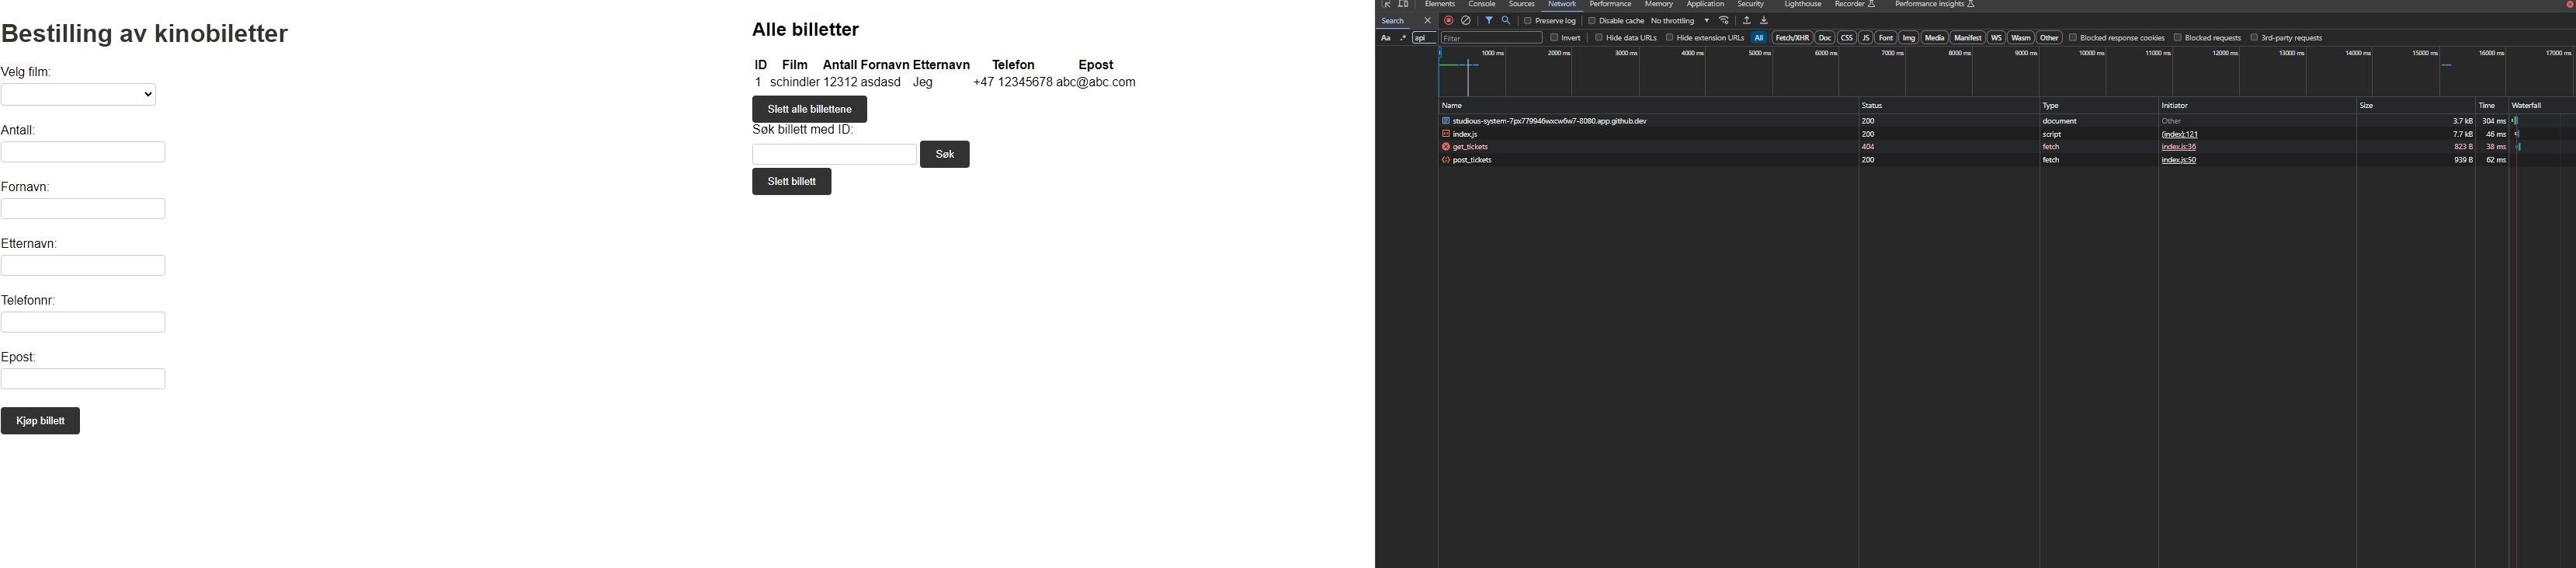 Bestilling av kinobiletter
Velg film:
Antall:
Fornavn:
Etternavn:
Telefonnr:
Epost:
Kjøp billett
Alle billetter
ID Film Antall Fornavn Etternavn Telefon Epost
1 schindler 12312 asdasd Jeg +47 12345678 abc@abc.com
Slett alle billettene
Søk billett med ID:
Søk
Slett billett
Elements Console Sources Network Performance Memory Application Security Lighthouse Recorder Performance insights
Search Preserve log Disable cache No throttling
Aa .* api Filter Invert Hide data URLs Hide extension URLs All Fetch/XHR Doc CSS JS Font Img Media Manifest WS Wasm Other Blocked response cookies Blocked requests 3rd-party requests
1000 ms 2000 ms 3000 ms 4000 ms 5000 ms 6000 ms 7000 ms 8000 ms 9000 ms 10000 ms 11000 ms 12000 ms 13000 ms 14000 ms 15000 ms 16000 ms 17000 ms
Name Status Type Initiator Size Time Waterfall
studious-system-7px779946wxcw6w7-8080.app.github.dev 200 document Other 3.7 kB 304 ms
index.js 200 script (index):121 7.7 kB 46 ms
get_tickets 404 fetch index.js:36 823 B 38 ms
post_tickets 200 fetch index.js:50 939 B 62 ms